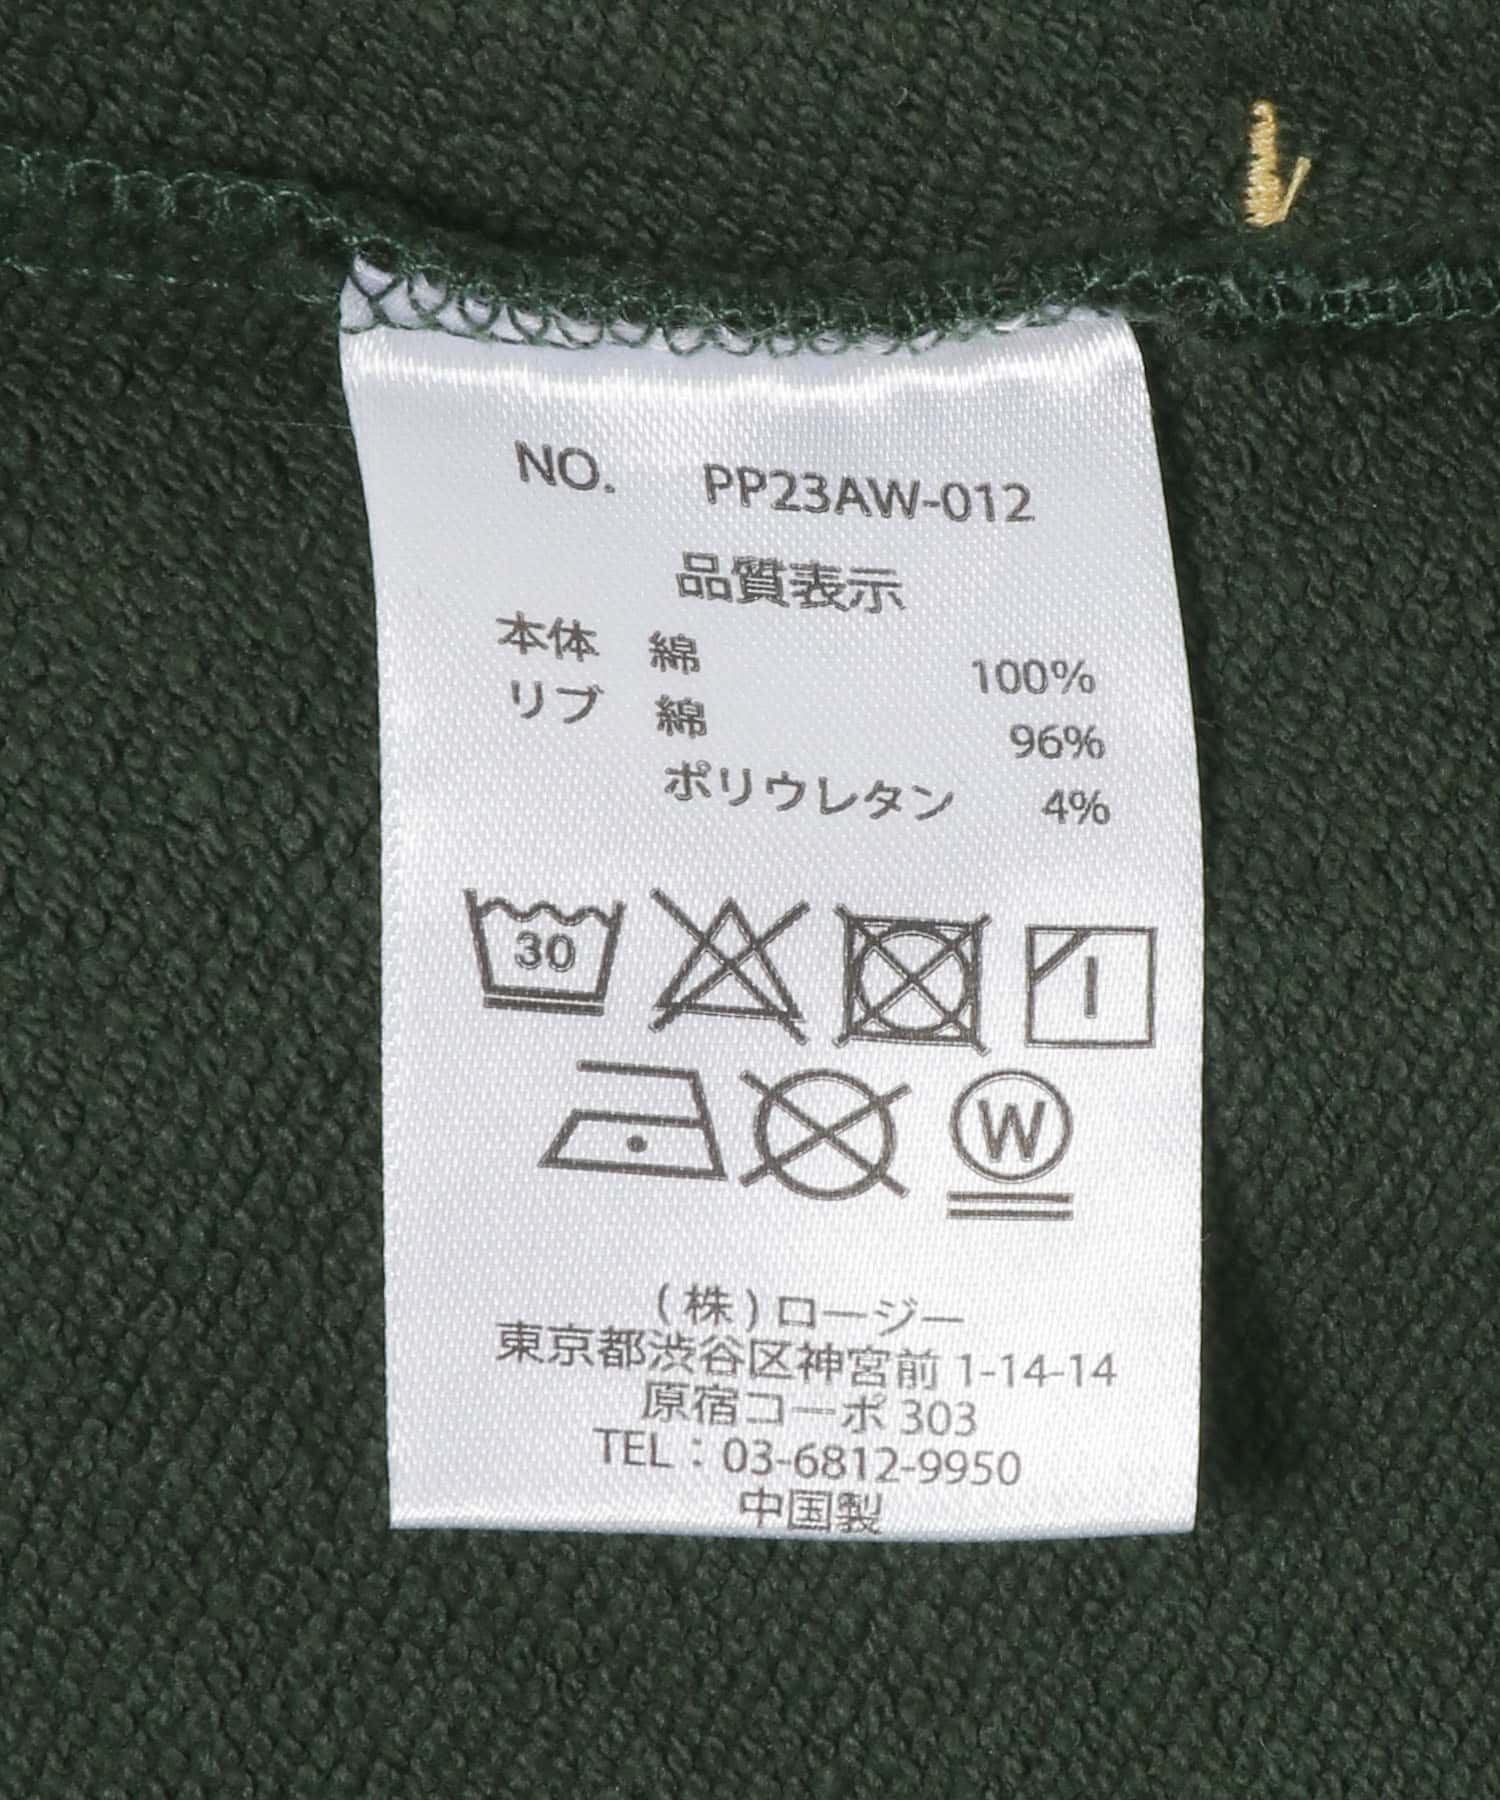 NO. PP23AW-012
品質表示
本体 綿 100%
リブ 綿 96%
ポリウレタン 4%
30
W
(株)ロージー
東京都渋谷区神宮前 1-14-14
原宿コーポ 303
TEL：03-6812-9950
中国製